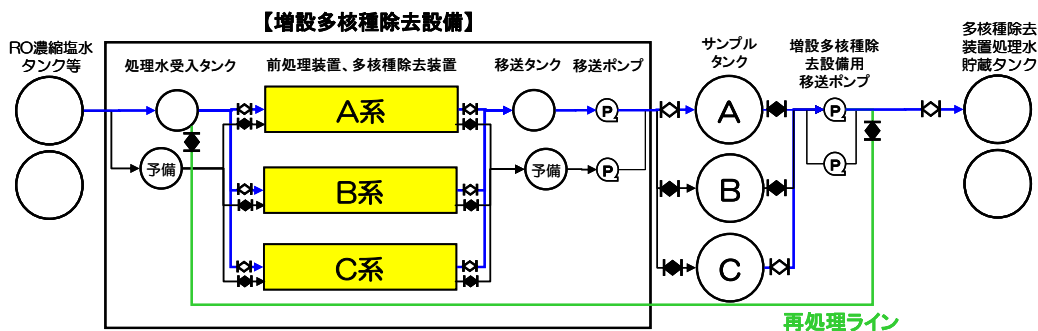 【増設多核種除去設備】
RO濃縮塩水
タンク等
処理水受入タンク
前処理装置、多核種除去装置
移送タンク
移送ポンプ
サンプル
タンク
増設多核種除
去設備用
移送ポンプ
多核種除去
装置処理水
貯蔵タンク
A系
P
A
P
予備
予備
P
P
B系
B
C系
C
再処理ライン